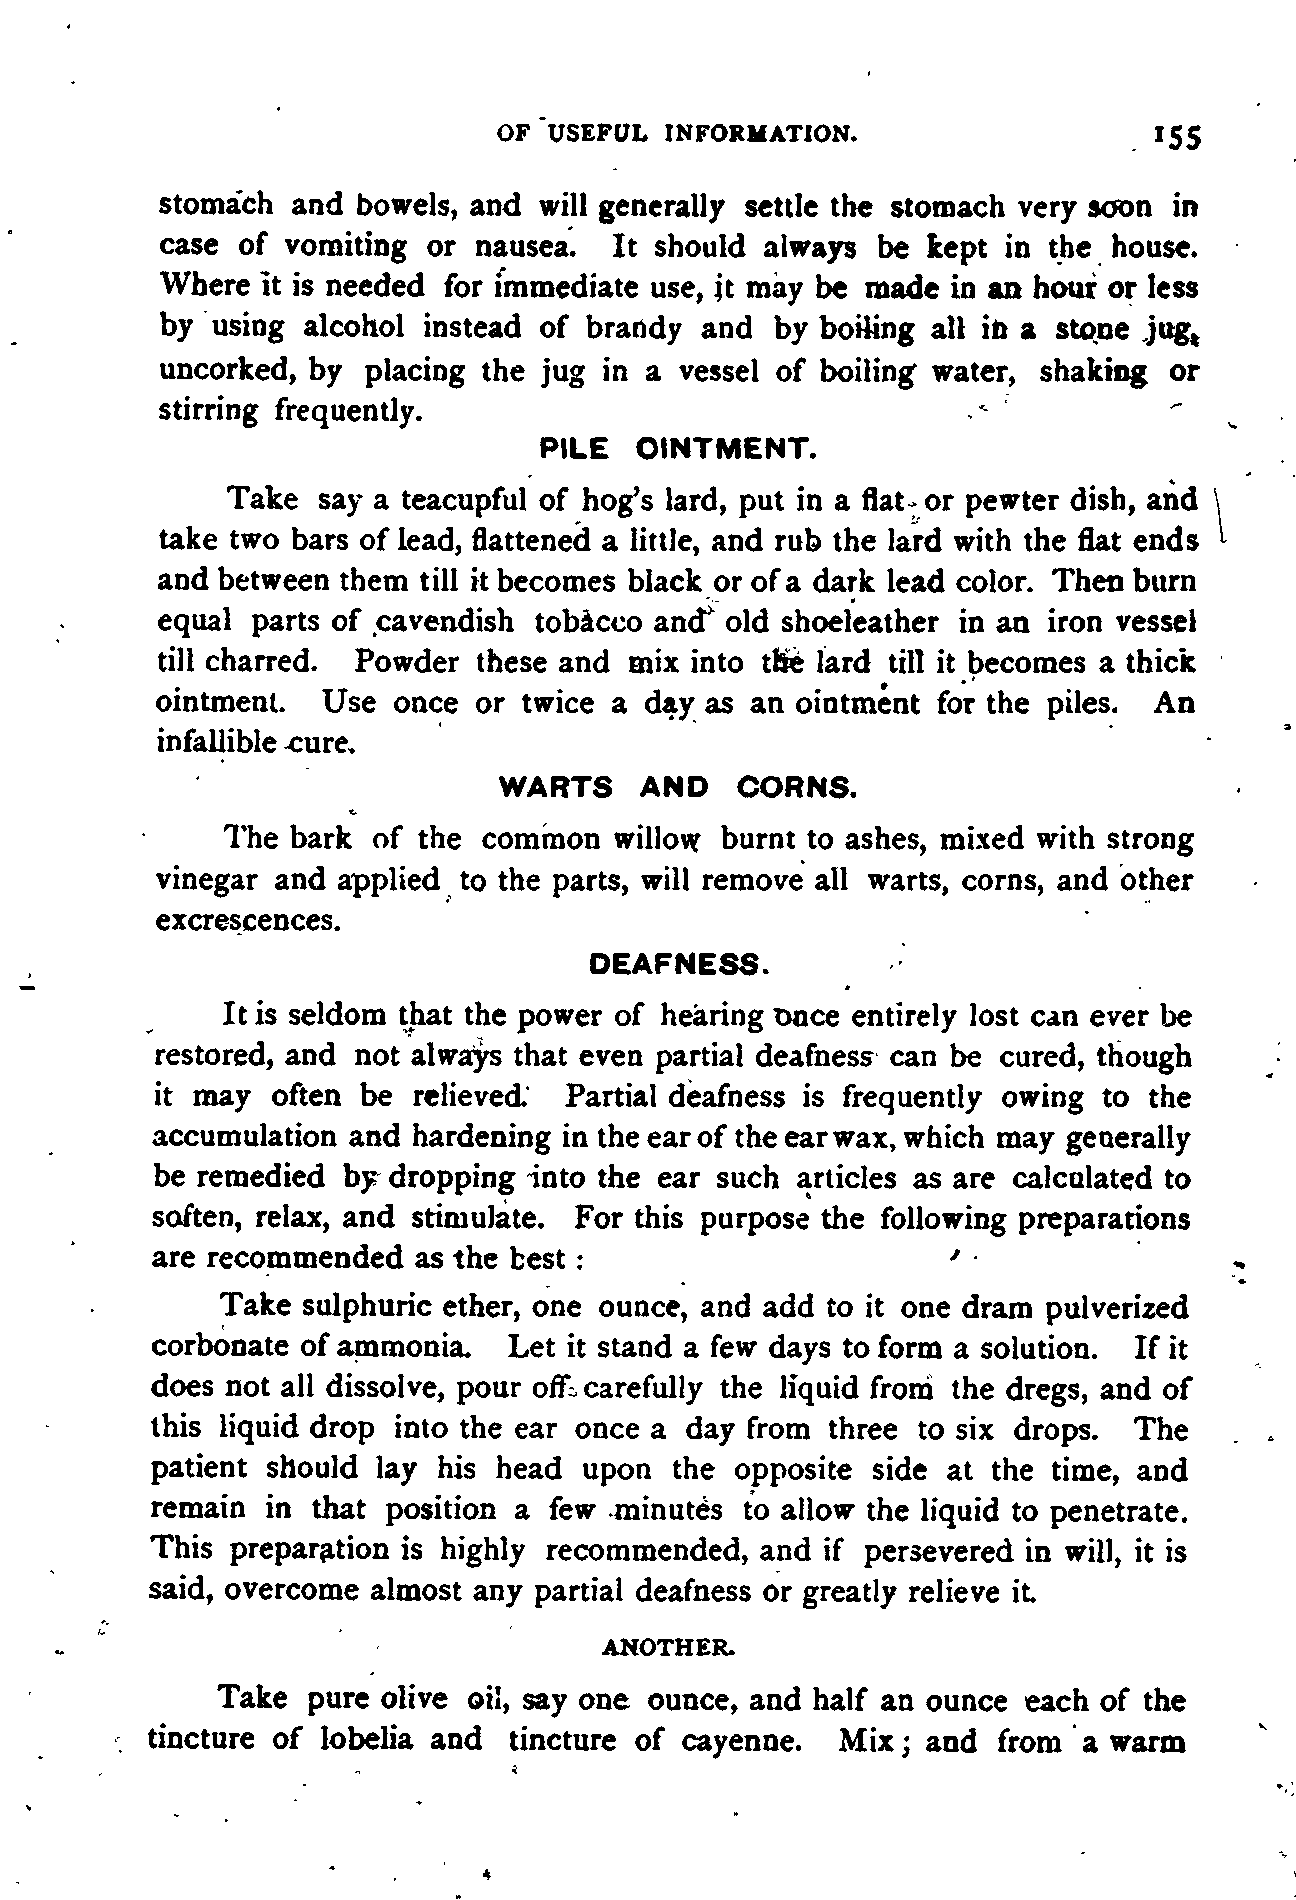 OF USEFUL INFORMATION. 155
stomach and bowels, and will generally settle the stomach very soon in
case of vomiting or nausea. It should always be kept in the house.
Where it is needed for immediate use, it may be made in an hour or less
by using alcohol instead of brandy and by boiling all in a stone jug,
uncorked, by placing the jug in a vessel of boiling water, shaking or
stirring frequently.
PILE OINTMENT.
Take say a teacupful of hog's lard, put in a flat or pewter dish, and
take two bars of lead, flattened a little, and rub the lard with the flat ends
and between them till it becomes black or of a dark lead color. Then burn
equal parts of cavendish tobacco and old shoeleather in an iron vessel
till charred. Powder these and mix into the lard till it becomes a thick
ointment. Use once or twice a day as an ointment for the piles. An
infallible cure.
WARTS AND CORNS.
The bark of the common willow burnt to ashes, mixed with strong
vinegar and applied to the parts, will remove all warts, corns, and other
excrescences.
DEAFNESS.
It is seldom that the power of hearing once entirely lost can ever be
restored, and not always that even partial deafness can be cured, though
it may often be relieved. Partial deafness is frequently owing to the
accumulation and hardening in the ear of the ear wax, which may generally
be remedied by dropping into the ear such articles as are calculated to
soften, relax, and stimulate. For this purpose the following preparations
are recommended as the best :
Take sulphuric ether, one ounce, and add to it one dram pulverized
corbonate of ammonia. Let it stand a few days to form a solution. If it
does not all dissolve, pour off carefully the liquid from the dregs, and of
this liquid drop into the ear once a day from three to six drops. The
patient should lay his head upon the opposite side at the time, and
remain in that position a few minutes to allow the liquid to penetrate.
This preparation is highly recommended, and if persevered in will, it is
said, overcome almost any partial deafness or greatly relieve it.
ANOTHER.
Take pure olive oil, say one ounce, and half an ounce each of the
tincture of lobelia and tincture of cayenne. Mix ; and from a warm